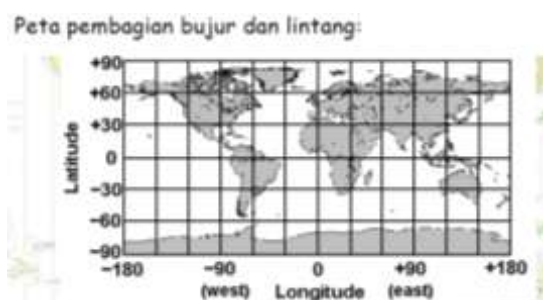 Peta pembagian bujur dan lintang:
+90
+60
+30
0
-30
-60
-90
Latitude
-180 -90 0 +90 +180
(west) Longitude (east)